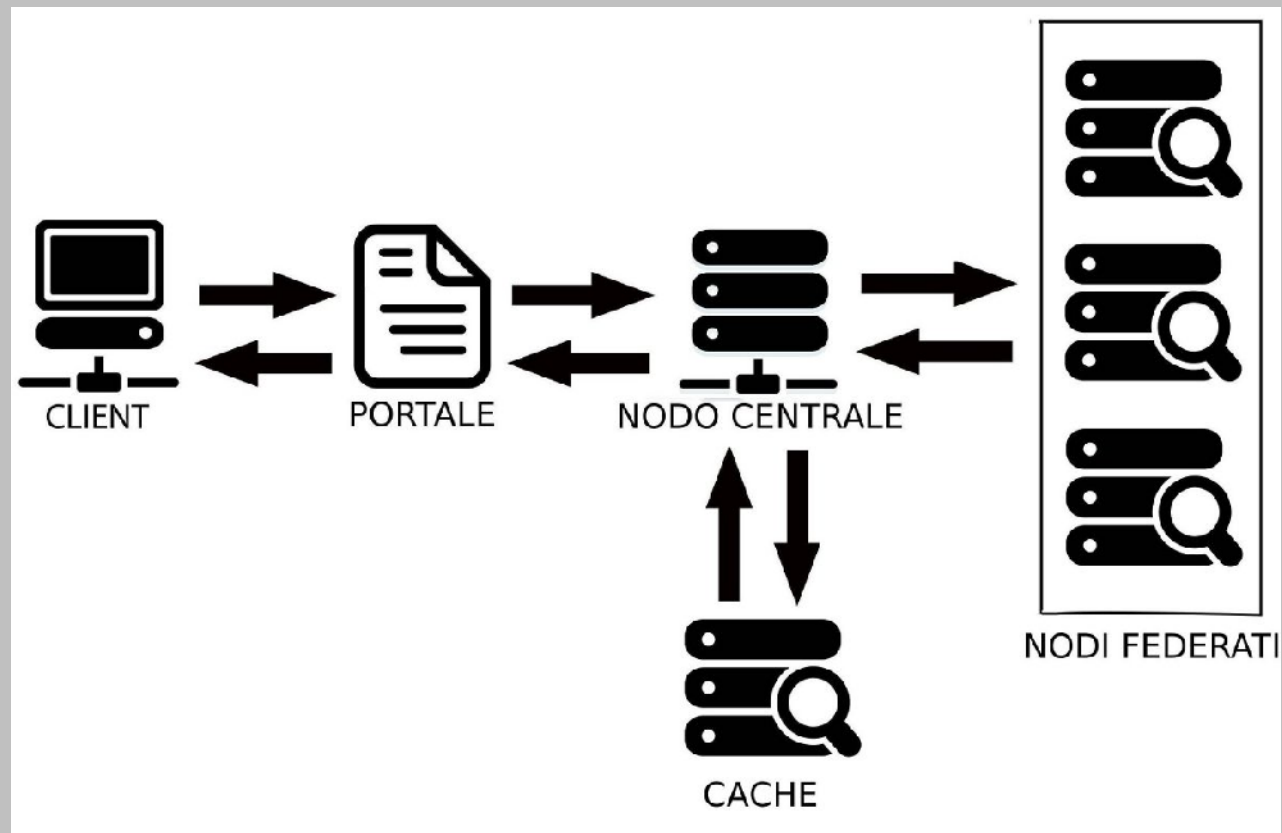 CLIENT
PORTALE
NODO CENTRALE
NODI FEDERATI
CACHE